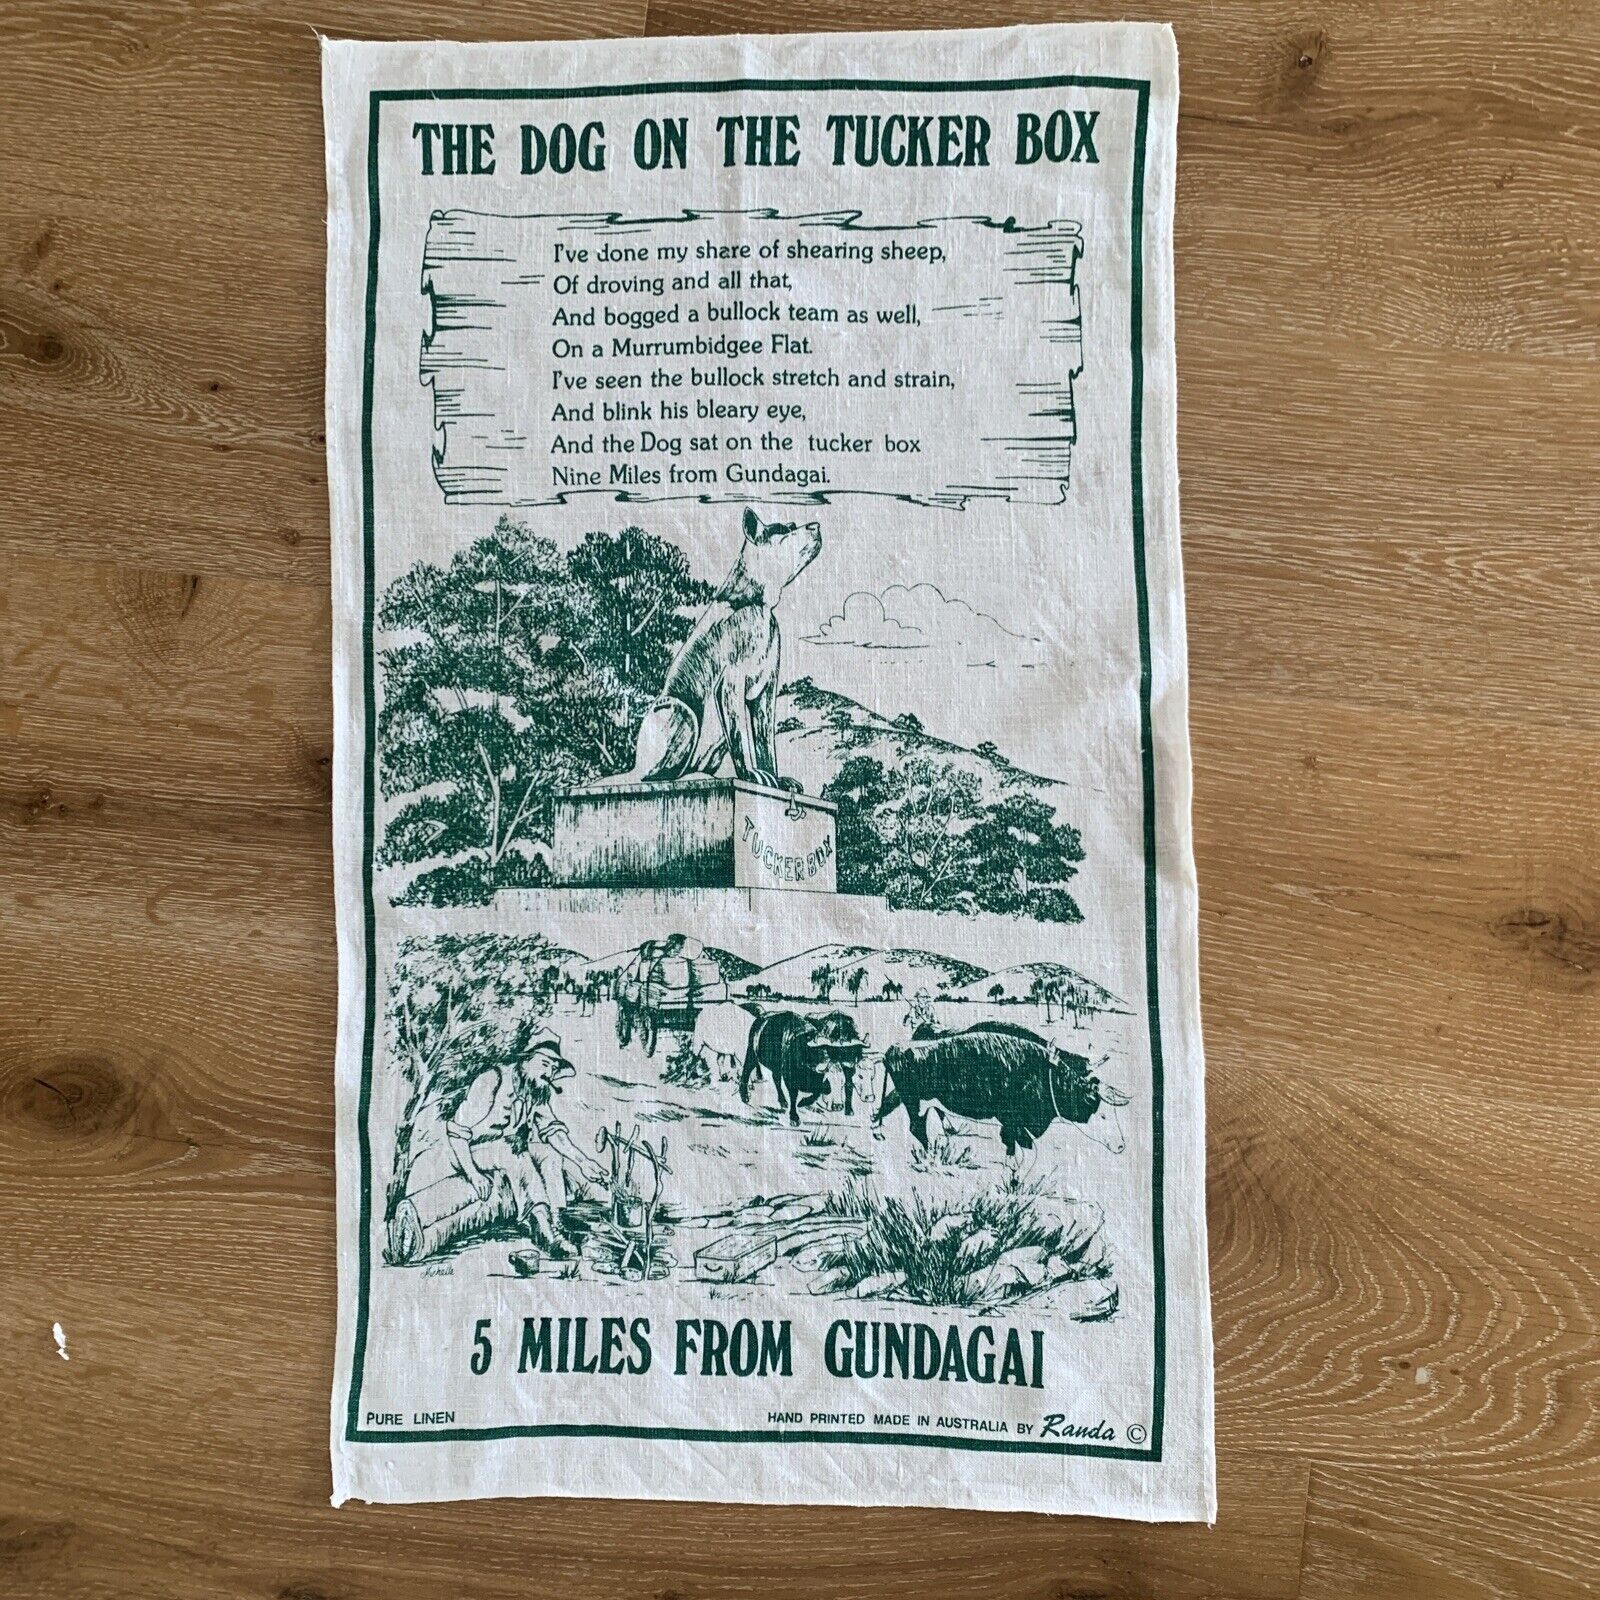 THE DOG ON THE TUCKER BOX
I've done my share of shearing sheep,
Of droving and all that,
And bogged a bullock team as well,
On a Murrumbidgee Flat.
I've seen the bullock stretch and strain,
And blink his bleary eye,
And the Dog sat on the tucker box
Nine Miles from Gundagai.
TUCKER BOX
5 MILES FROM GUNDAGAI
PURE LINEN
HAND PRINTED MADE IN AUSTRALIA BY Randa ©